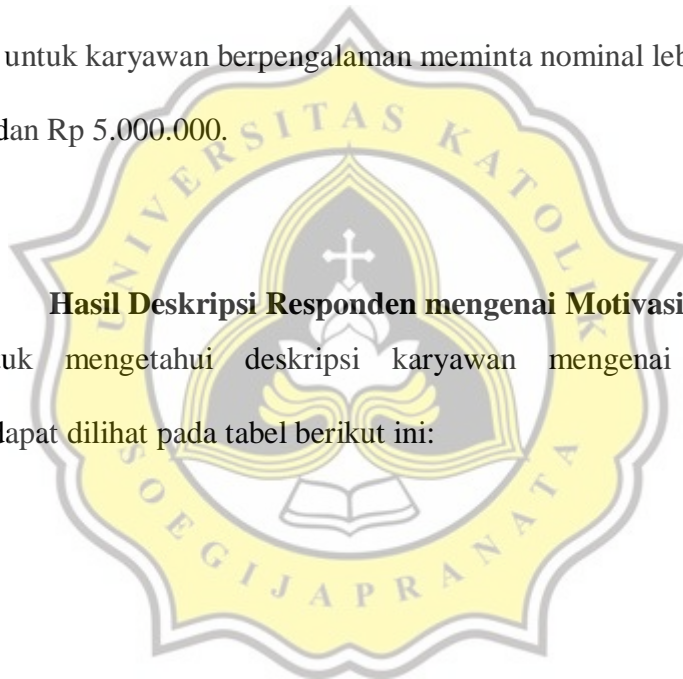 untuk karyawan berpengalaman meminta nominal leb
dan Rp 5.000.000.
UNIVERSITAS KATOLIK
Hasil Deskripsi Responden mengenai Motivasi
uk mengetahui deskripsi karyawan mengenai
dapat dilihat pada tabel berikut ini:
SOEGIJAPRANATA